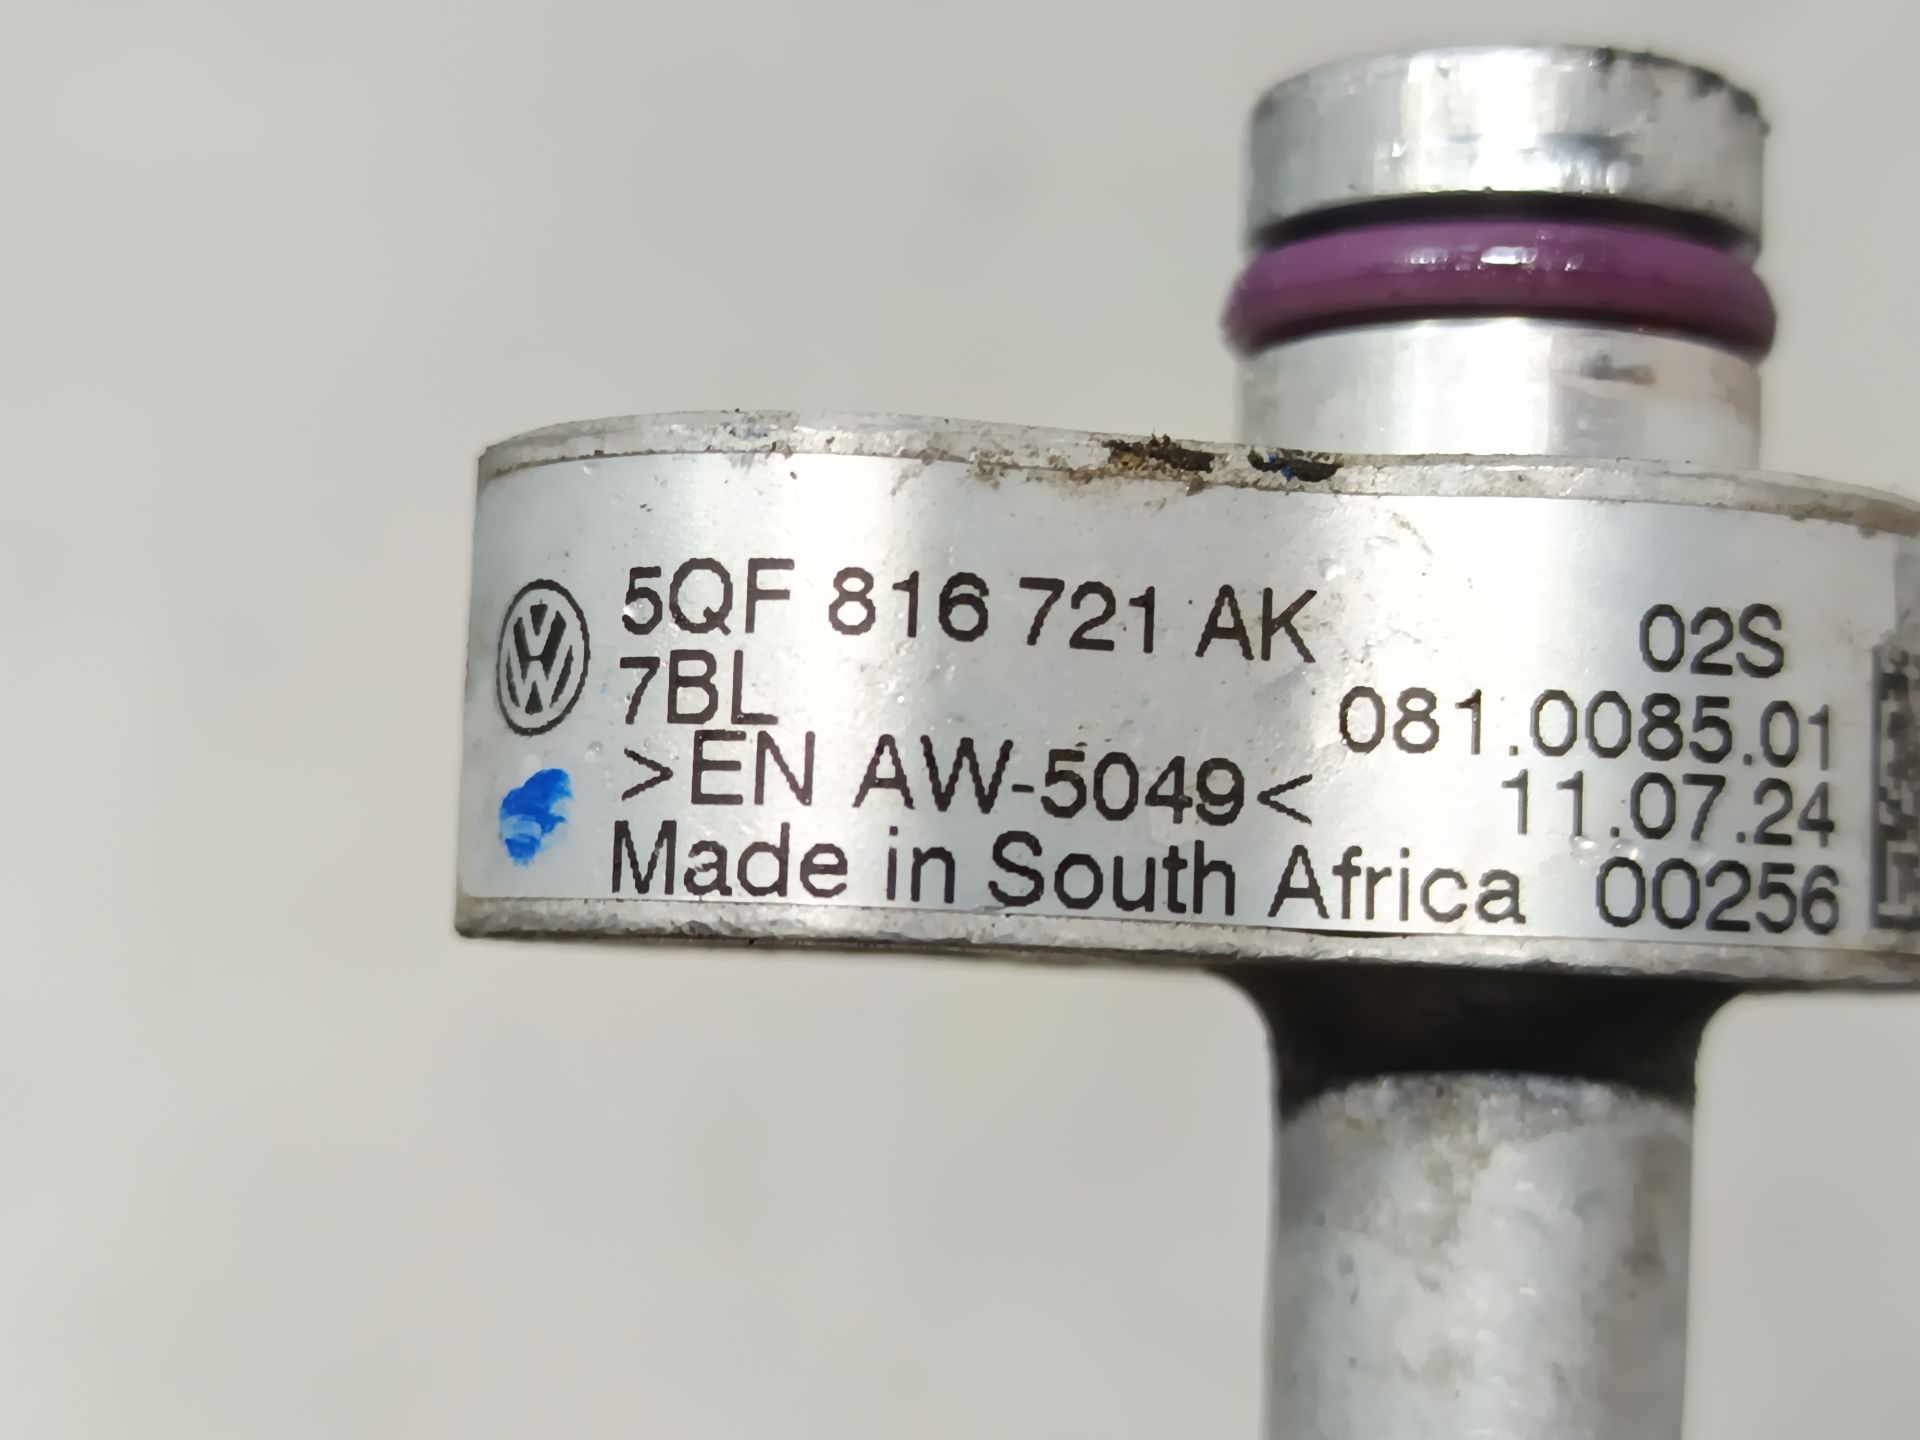 5QF 816 721 AK
02S
7BL
081.0085.01
>EN AW-5049<
11.07.24
Made in South Africa
00256